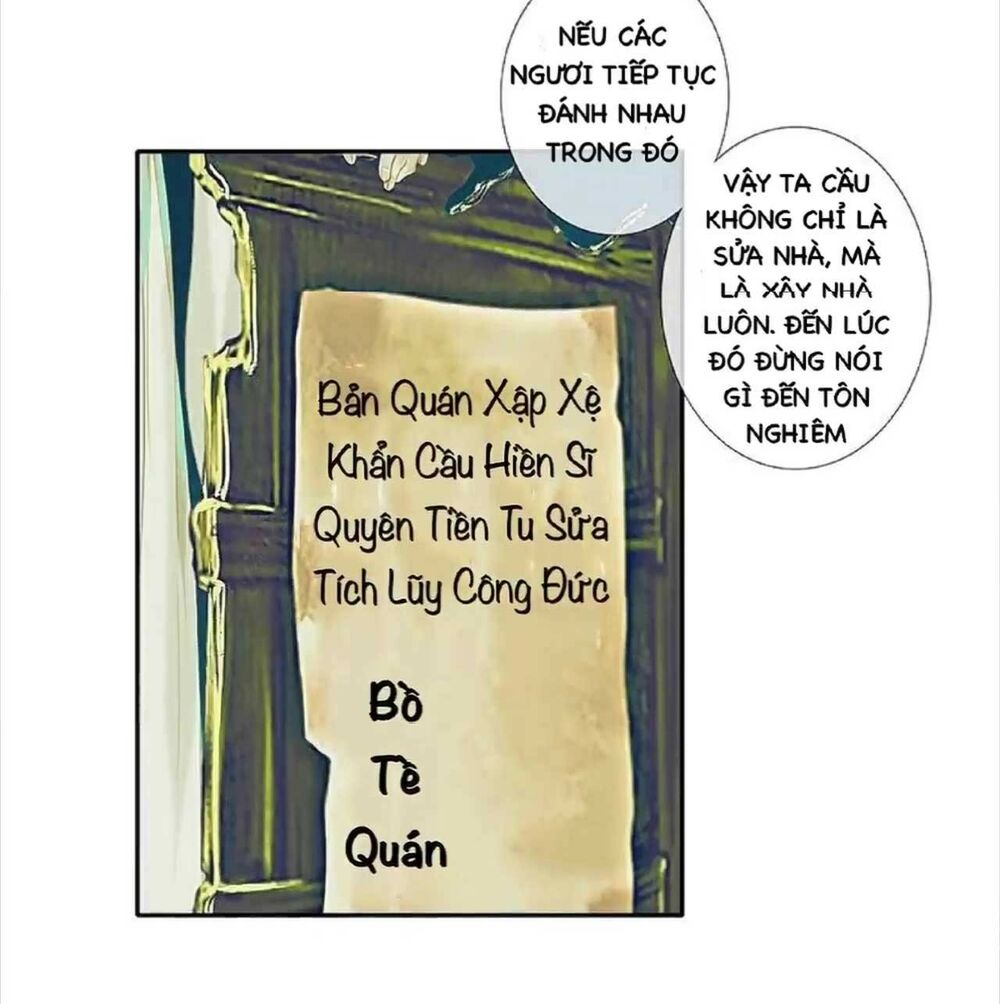 NẾU CÁC
NGƯƠI TIẾP TỤC
ĐÁNH NHAU
TRONG ĐÓ
VẬY TA CẦU
KHÔNG CHỈ LÀ
SỬA NHÀ, MÀ
LÀ XÂY NHÀ
LUÔN. ĐẾN LÚC
ĐÓ ĐỪNG NÓI
GÌ ĐẾN TÔN
NGHIÊM
Bản Quán Xập Xệ
Khẩn Cầu Hiền Sĩ
Quyên Tiền Tu Sửa
Tích Lũy Công Đức
Bồ
Tề
Quán